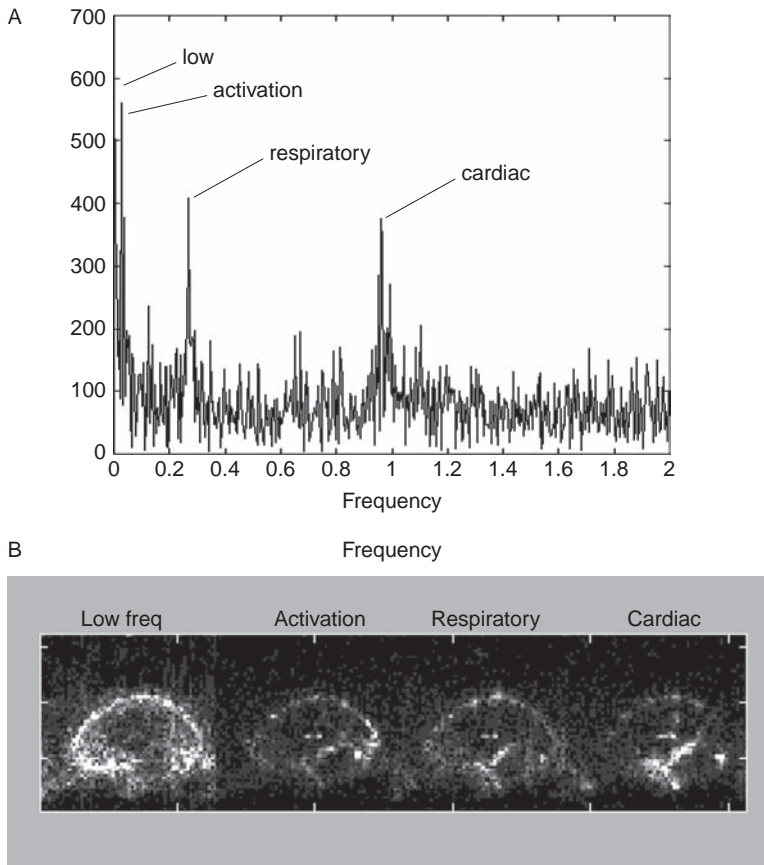 A
700
600
500
400
300
200
100
0
low
activation
respiratory
cardiac
0 0.2 0.4 0.6 0.8 1 1.2 1.4 1.6 1.8 2
Frequency
B
Frequency
Low freq Activation Respiratory Cardiac